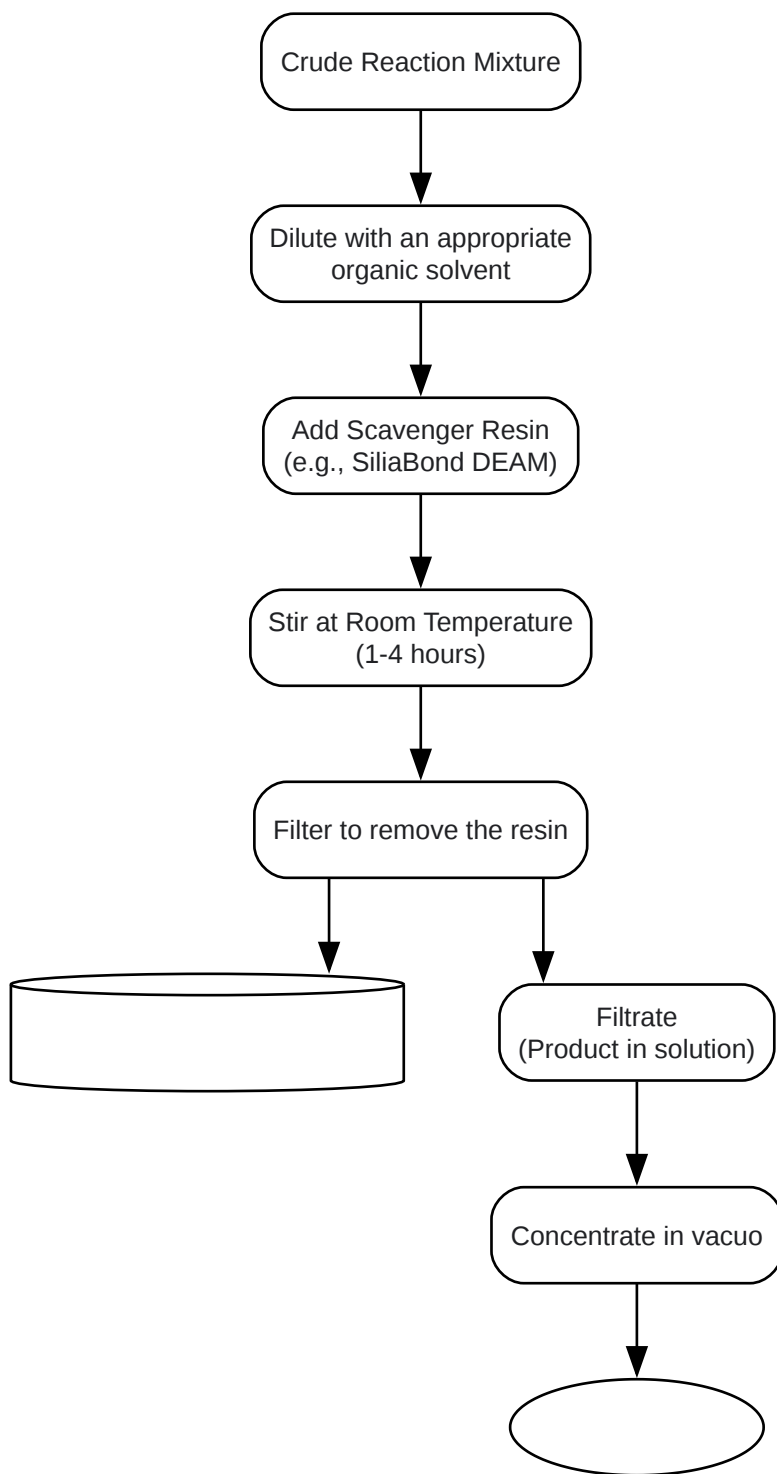 Crude Reaction Mixture
Dilute with an appropriate
organic solvent
Add Scavenger Resin
(e.g., SiliaBond DEAM)
Stir at Room Temperature
(1-4 hours)
Filter to remove the resin
Filtrate
(Product in solution)
Concentrate in vacuo